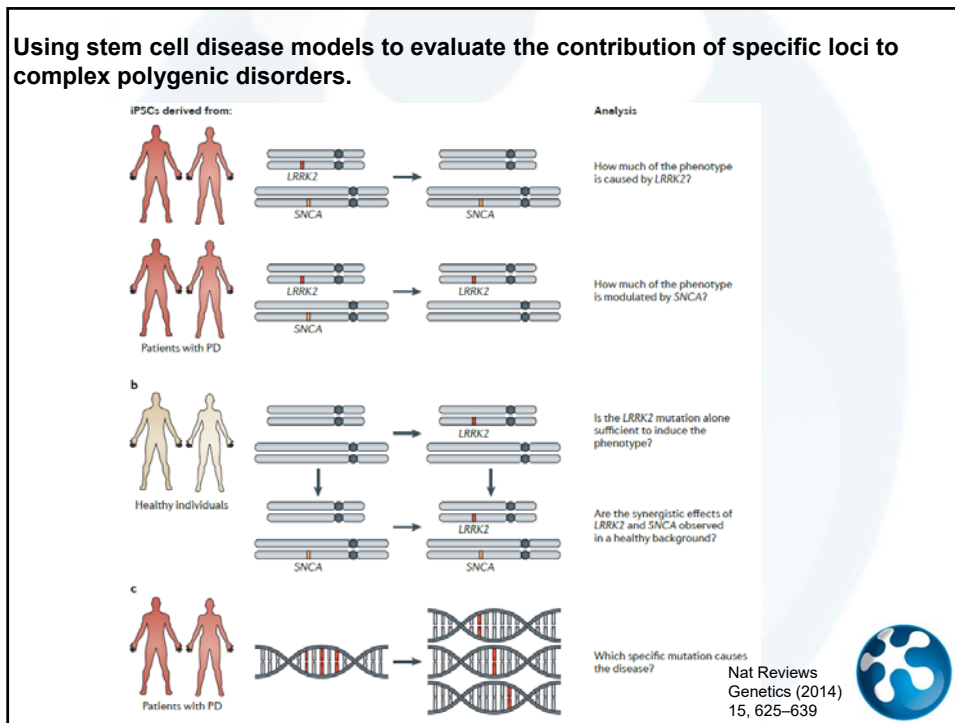 Using stem cell disease models to evaluate the contribution of specific loci to
complex polygenic disorders.
iPSCs derived from:
Analysis
LRRK2
SNCA
SNCA
How much of the phenotype
is caused by LRRK2?
LRRK2
LRRK2
SNCA
How much of the phenotype
is modulated by SNCA?
Patients with PD
b
LRRK2
Is the LRRK2 mutation alone
sufficient to induce the
phenotype?
Healthy individuals
LRRK2
SNCA
SNCA
Are the synergistic effects of
LRRK2 and SNCA observed
in a healthy background?
c
Which specific mutation causes
the disease?
Patients with PD
Nat Reviews
Genetics (2014)
15, 625–639